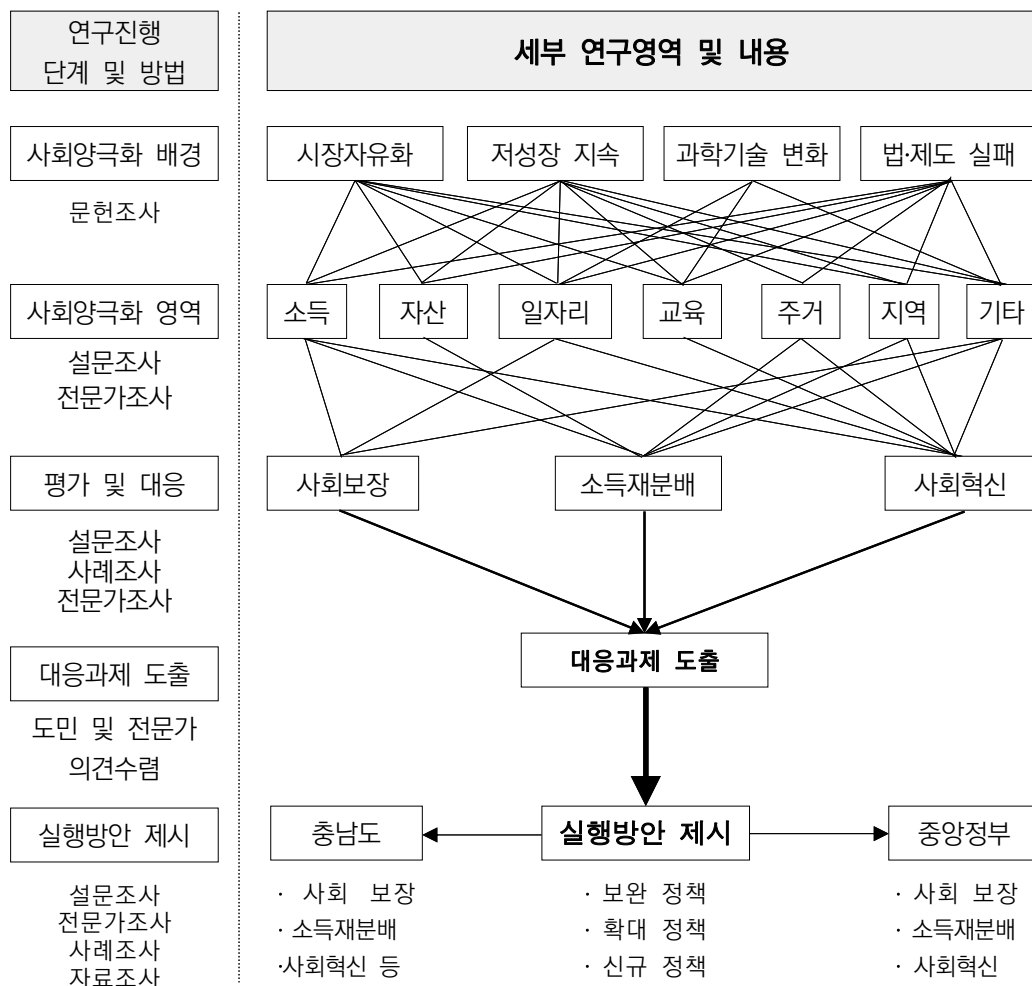 연구진행
단계 및 방법
세부 연구영역 및 내용
사회양극화 배경
시장자유화
저성장 지속
과학기술 변화
법·제도 실패
문헌조사
사회양극화 영역
소득
자산
일자리
교육
주거
지역
기타
설문조사
전문가조사
평가 및 대응
사회보장
소득재분배
사회혁신
설문조사
사례조사
전문가조사
대응과제 도출
대응과제 도출
도민 및 전문가
의견수렴
실행방안 제시
충남도
실행방안 제시
중앙정부
설문조사
전문가조사
사례조사
자료조사
· 사회 보장
· 소득재분배
·사회혁신 등
· 보완 정책
· 확대 정책
· 신규 정책
· 사회 보장
· 소득재분배
· 사회혁신